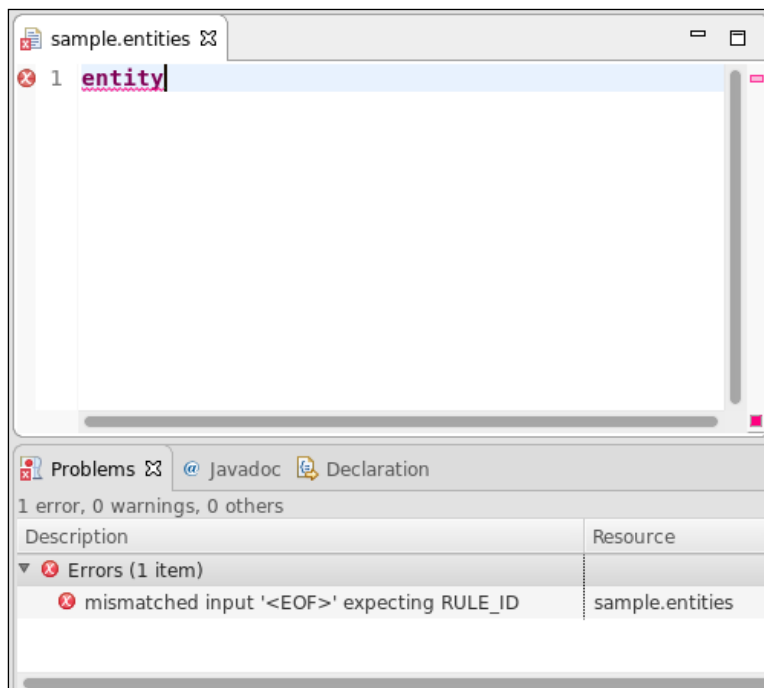 sample.entities
1 entity
Problems @ Javadoc Declaration
1 error, 0 warnings, 0 others
Description Resource
Errors (1 item)
mismatched input '<EOF>' expecting RULE_ID sample.entities